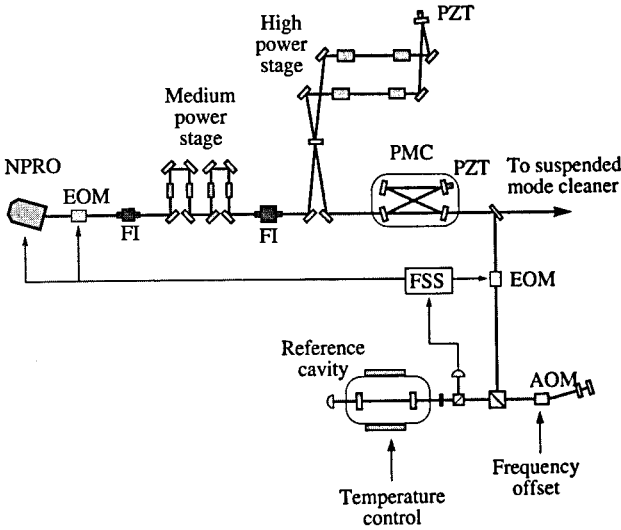 PZT
High
power
stage
Medium
power
stage
NPRO
EOM
FI
FI
PMC
PZT
To suspended
mode cleaner
FSS
EOM
Reference
cavity
AOM
Temperature
control
Frequency
offset